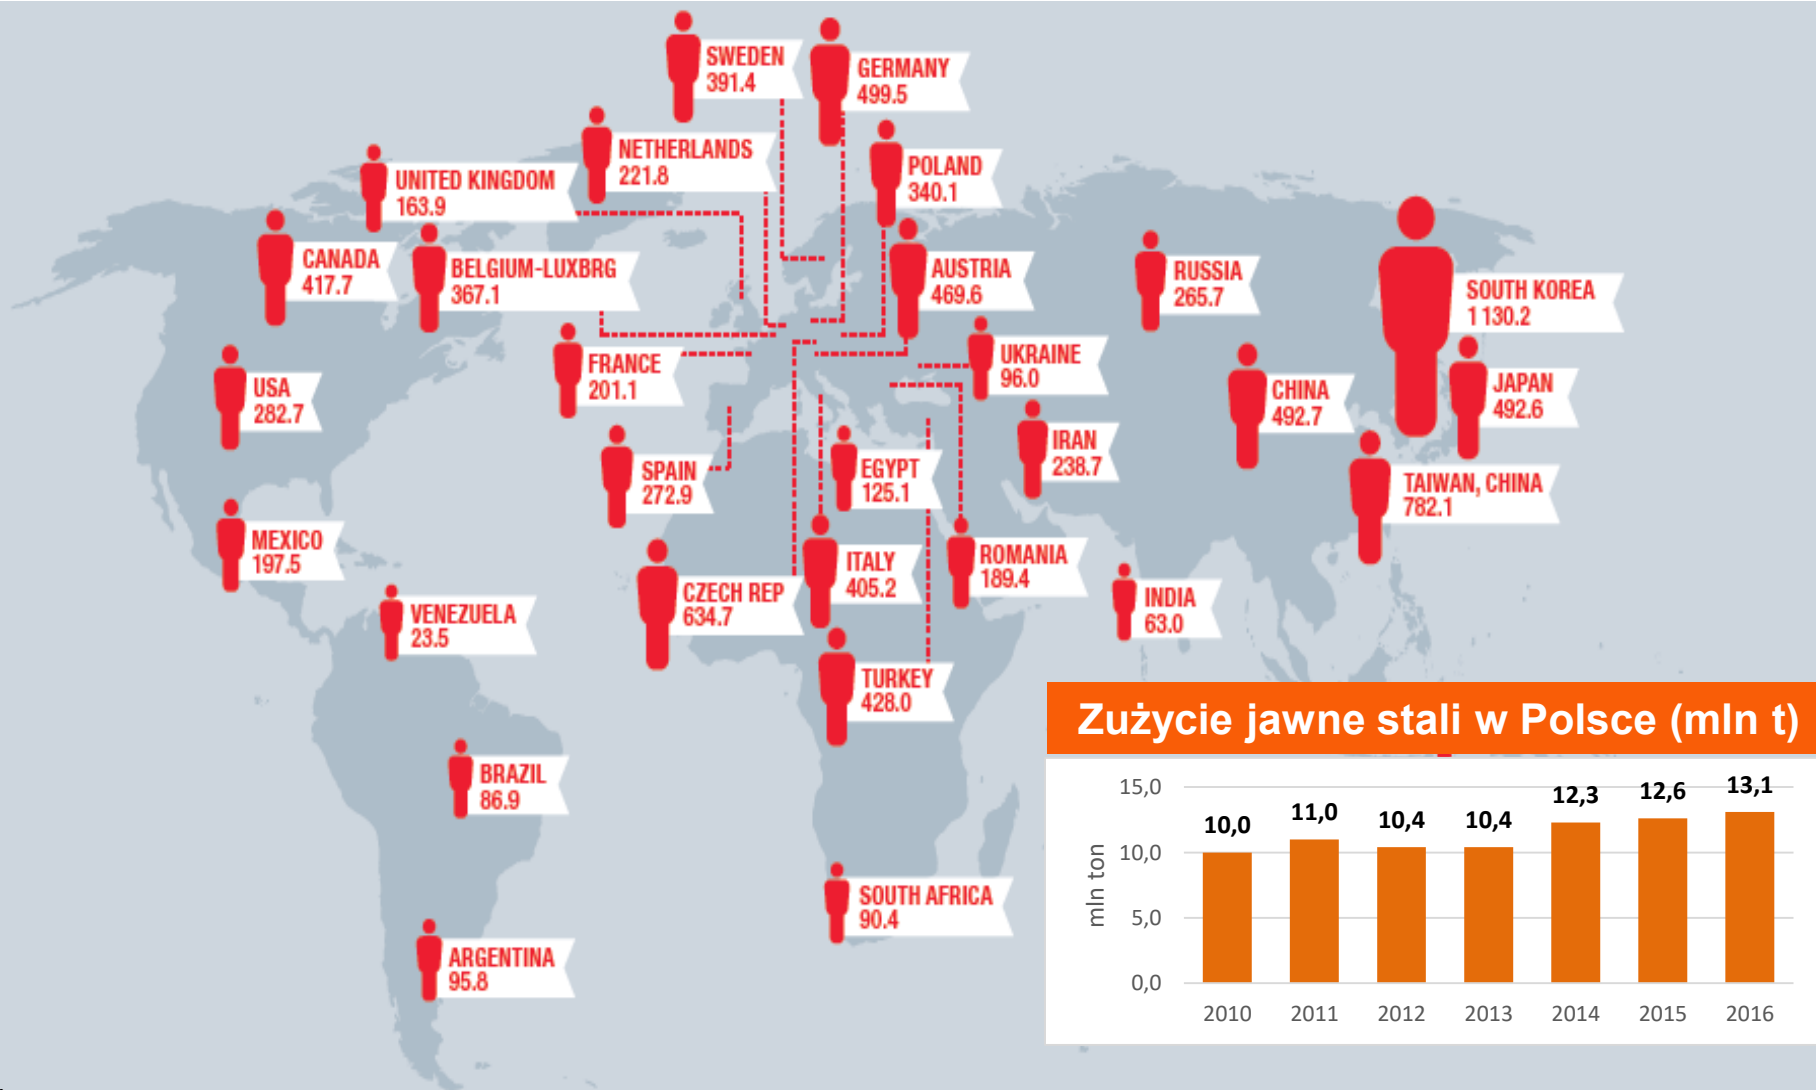 SWEDEN
391.4
GERMANY
499.5
NETHERLANDS
221.8
POLAND
340.1
UNITED KINGDOM
163.9
CANADA
417.7
BELGIUM-LUXBRG
367.1
AUSTRIA
469.6
RUSSIA
265.7
SOUTH KOREA
1 130.2
FRANCE
201.1
UKRAINE
96.0
USA
282.7
CHINA
492.7
JAPAN
492.6
SPAIN
272.9
EGYPT
125.1
IRAN
238.7
TAIWAN, CHINA
782.1
MEXICO
197.5
CZECH REP
634.7
ITALY
405.2
ROMANIA
189.4
INDIA
63.0
VENEZUELA
23.5
TURKEY
428.0
BRAZIL
86.9
SOUTH AFRICA
90.4
ARGENTINA
95.8
Zużycie jawne stali w Polsce (mln t)
mln ton
15,0
10,0
5,0
0,0
10,0 11,0 10,4 10,4 12,3 12,6 13,1
2010 2011 2012 2013 2014 2015 2016